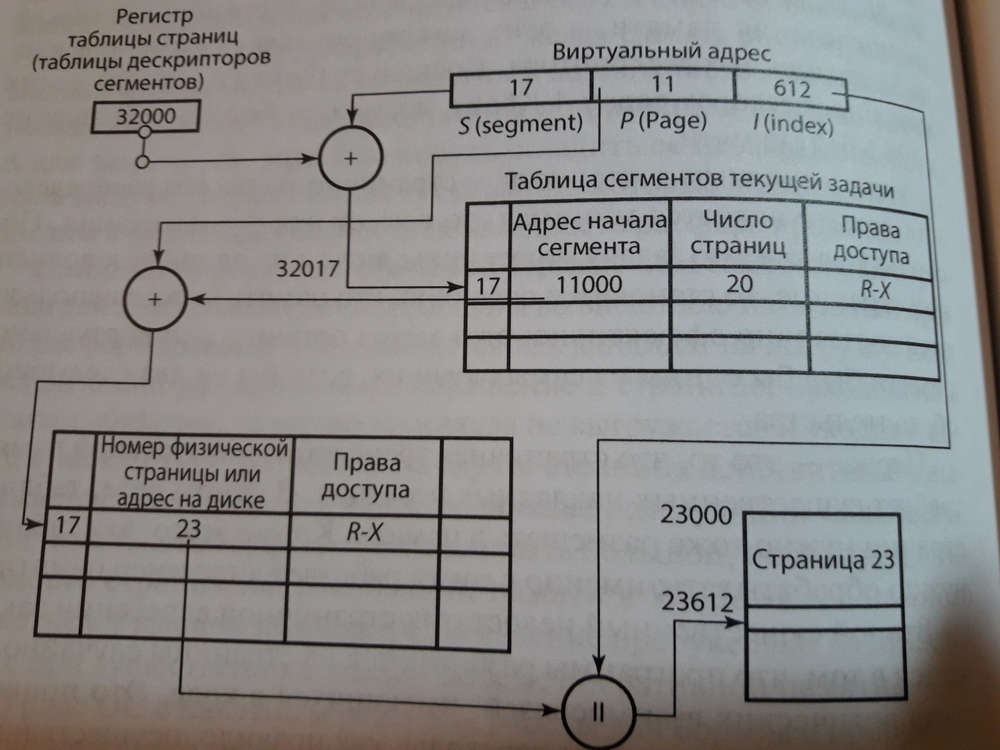 Регистр
таблицы страниц
(таблицы дескрипторов
сегментов)
32000
Виртуальный адрес
17 11 612
S (segment) P (Page) I (index)
+
Таблица сегментов текущей задачи
Адрес начала сегмента Число страниц Права доступа
32017
17 11000 20 R-X
+
Номер физической страницы или адрес на диске Права доступа
17 23 R-X
23000
Страница 23
23612
||